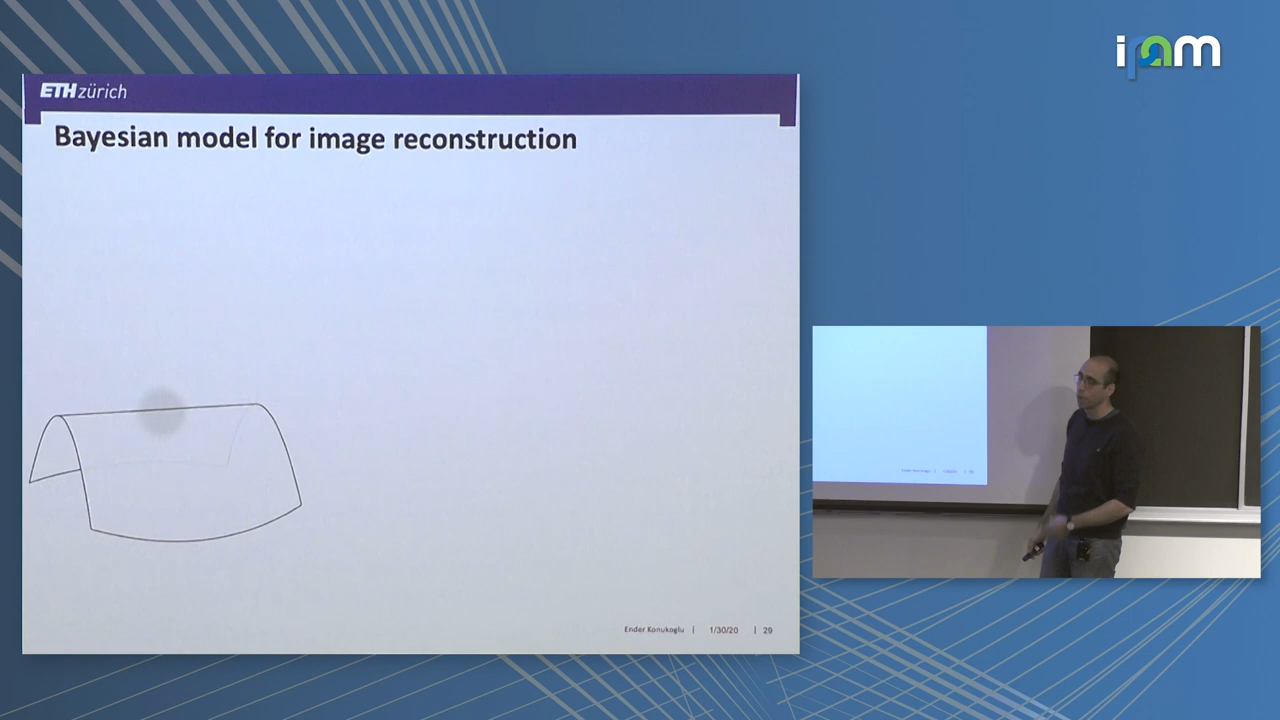 ipam
ETH zürich
Bayesian model for image reconstruction
Ender Konukoglu | 1/30/20 | 29